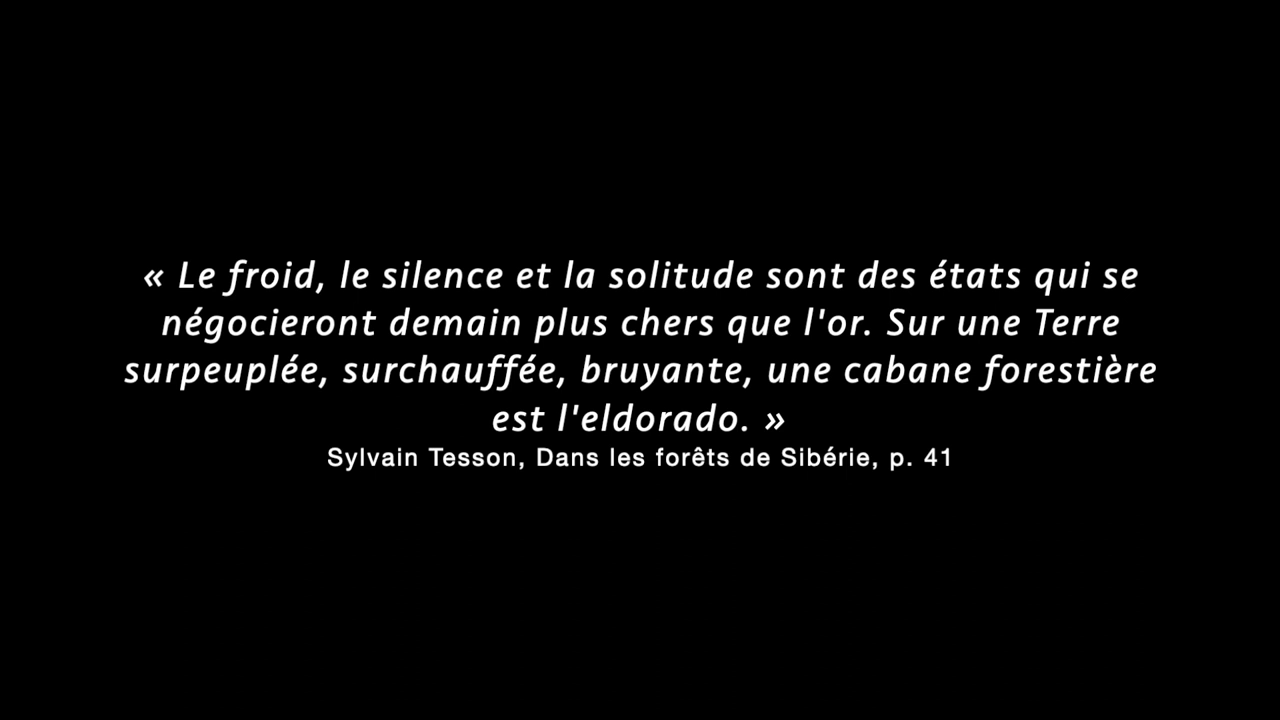 « Le froid, le silence et la solitude sont des états qui se
négocieront demain plus chers que l'or. Sur une Terre
surpeuplée, surchauffée, bruyante, une cabane forestière
est l'eldorado. »
Sylvain Tesson, Dans les forêts de Sibérie, p. 41